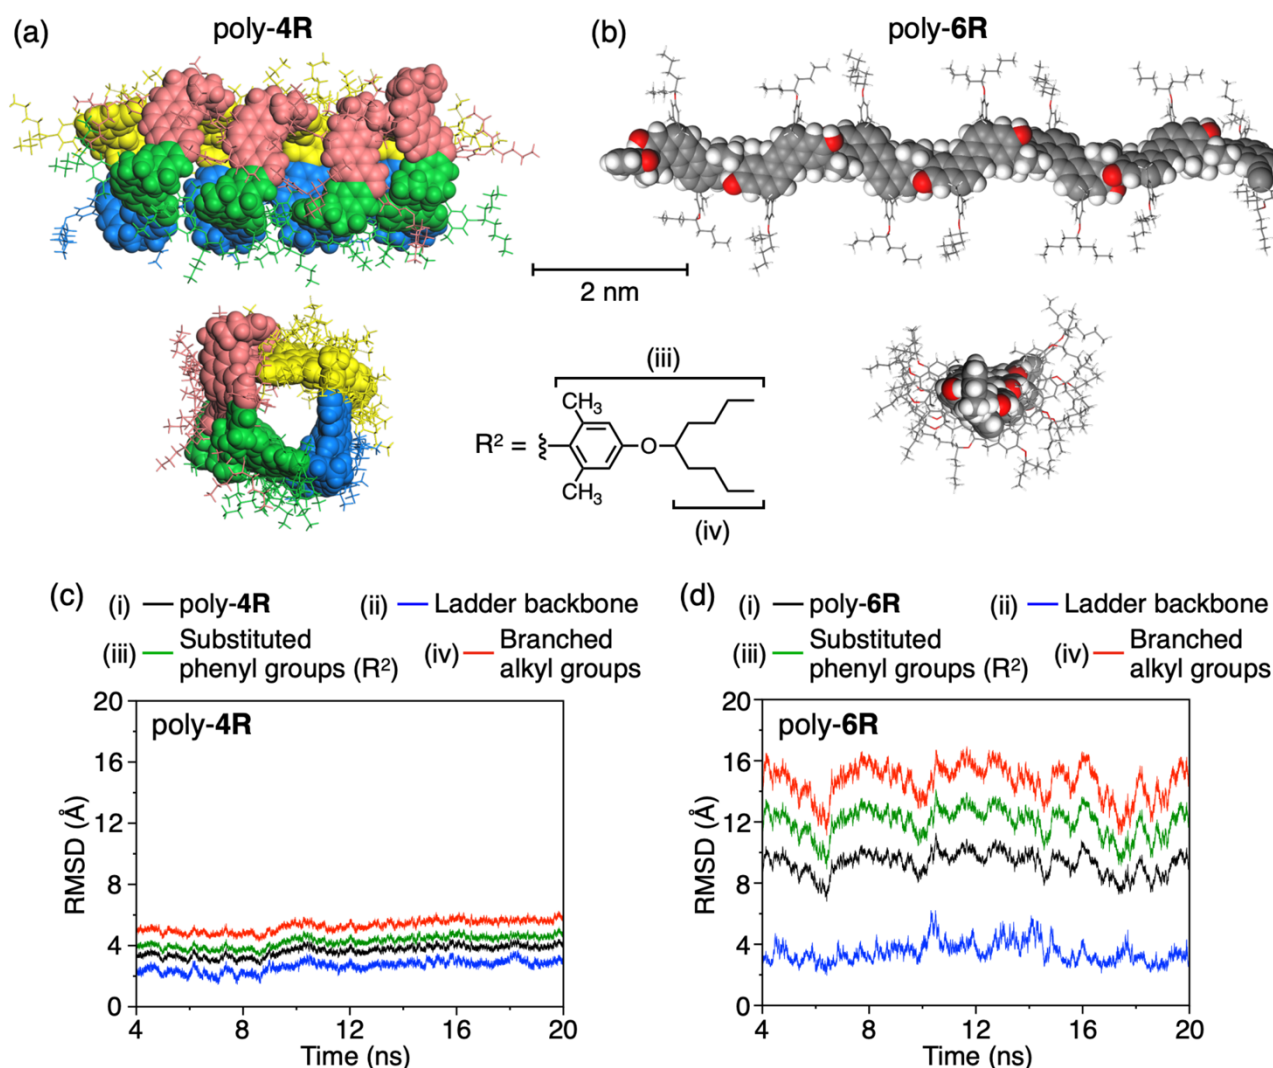 (a) poly-4R
(b) poly-6R
2 nm
(iii)
CH₃
R² =
O
CH₃
(iv)
(c) (i) poly-4R (ii) Ladder backbone
(iii) Substituted phenyl groups (R²) (iv) Branched alkyl groups
poly-4R
RMSD (Å)
20
16
12
8
4
0
4 8 12 16 20
Time (ns)
(d) (i) poly-6R (ii) Ladder backbone
(iii) Substituted phenyl groups (R²) (iv) Branched alkyl groups
poly-6R
RMSD (Å)
20
16
12
8
4
0
4 8 12 16 20
Time (ns)